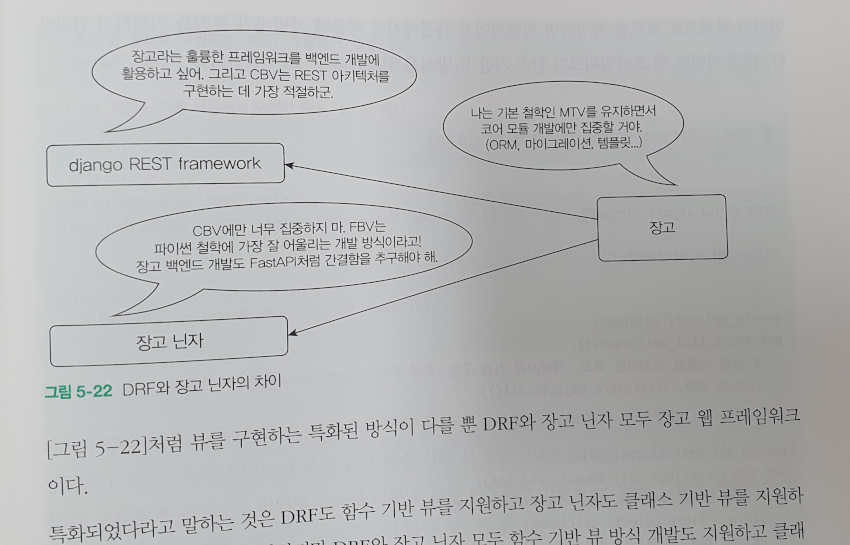 장고라는 훌륭한 프레임워크를 백엔드 개발에
활용하고 싶어. 그리고 CBV는 REST 아키텍처를
구현하는 데 가장 적절하군.
나는 기본 철학인 MTV를 유지하면서
코어 모듈 개발에만 집중할 거야.
(ORM, 마이그레이션, 템플릿...)
django REST framework
장고
CBV에만 너무 집중하지 마. FBV는
파이썬 철학에 가장 잘 어울리는 개발 방식이라고!
장고 백엔드 개발도 FastAPI처럼 간결함을 추구해야 해.
장고 닌자
그림 5-22 DRF와 장고 닌자의 차이
[그림 5-22]처럼 뷰를 구현하는 특화된 방식이 다를 뿐 DRF와 장고 닌자 모두 장고 웹 프레임워크
이다.
특화되었다라고 말하는 것은 DRF도 함수 기반 뷰를 지원하고 장고 닌자도 클래스 기반 뷰를 지원하
DRF와 장고 닌자 모두 함수 기반 뷰 방식 개발도 지원하고 클래